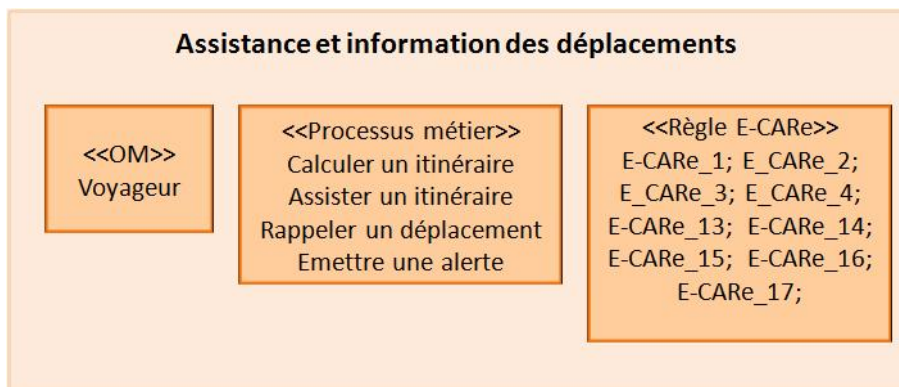 Assistance et information des déplacements
<<OM>>
Voyageur
<<Processus métier>>
Calculer un itinéraire
Assister un itinéraire
Rappeler un déplacement
Emettre une alerte
<<Règle E-CARe>>
E-CARe_1; E_CARe_2;
E_CARe_3; E_CARe_4;
E-CARe_13; E-CARe_14;
E-CARe_15; E-CARe_16;
E-CARe_17;